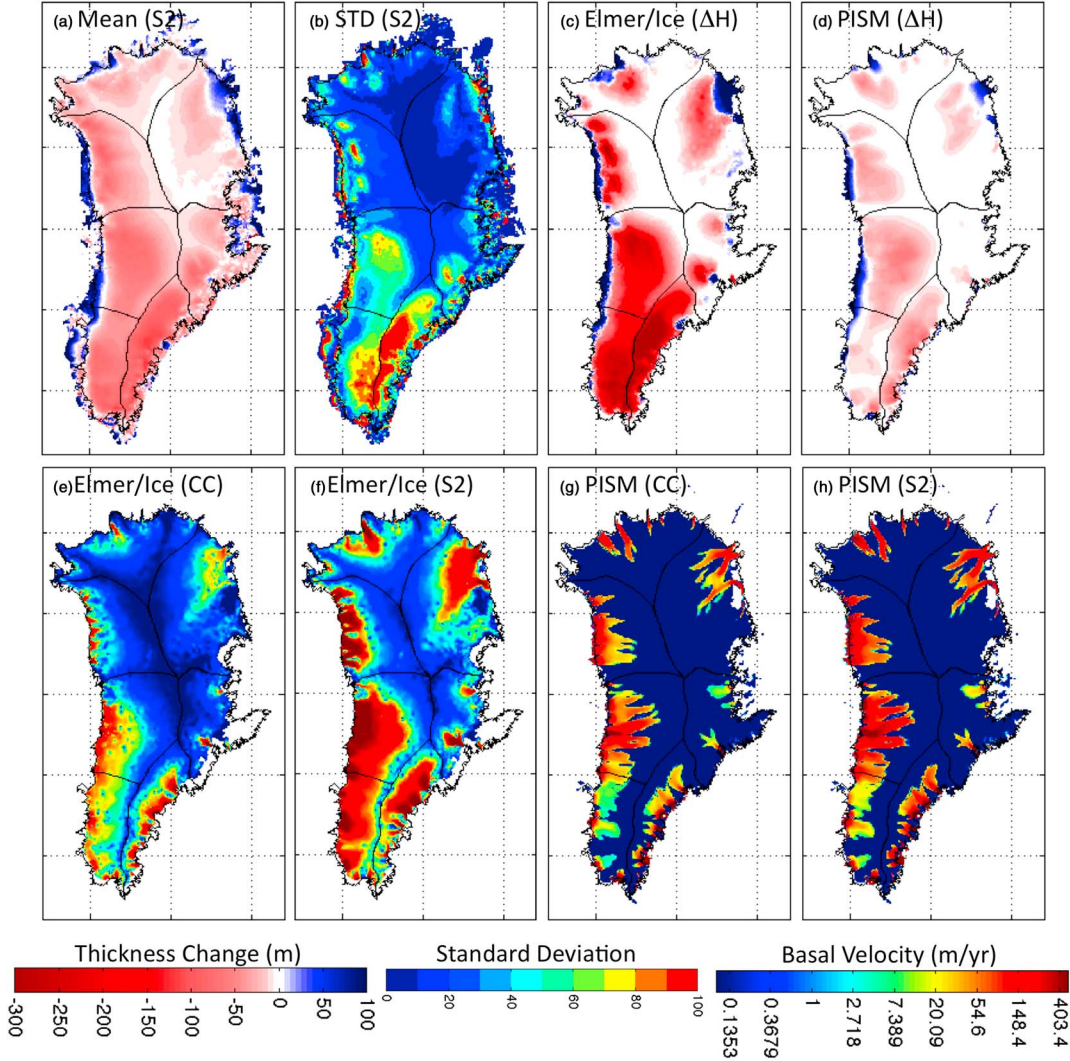 (a) Mean (S2)
(b) STD (S2)
(c) Elmer/Ice (ΔH)
(d) PISM (ΔH)
(e) Elmer/Ice (CC)
(f) Elmer/Ice (S2)
(g) PISM (CC)
(h) PISM (S2)
Thickness Change (m)
-300 -250 -200 -150 -100 -50 0 50 100
Standard Deviation
0 20 40 60 80 100
Basal Velocity (m/yr)
0.1353 0.3679 1 2.718 7.389 20.09 54.6 148.4 403.4